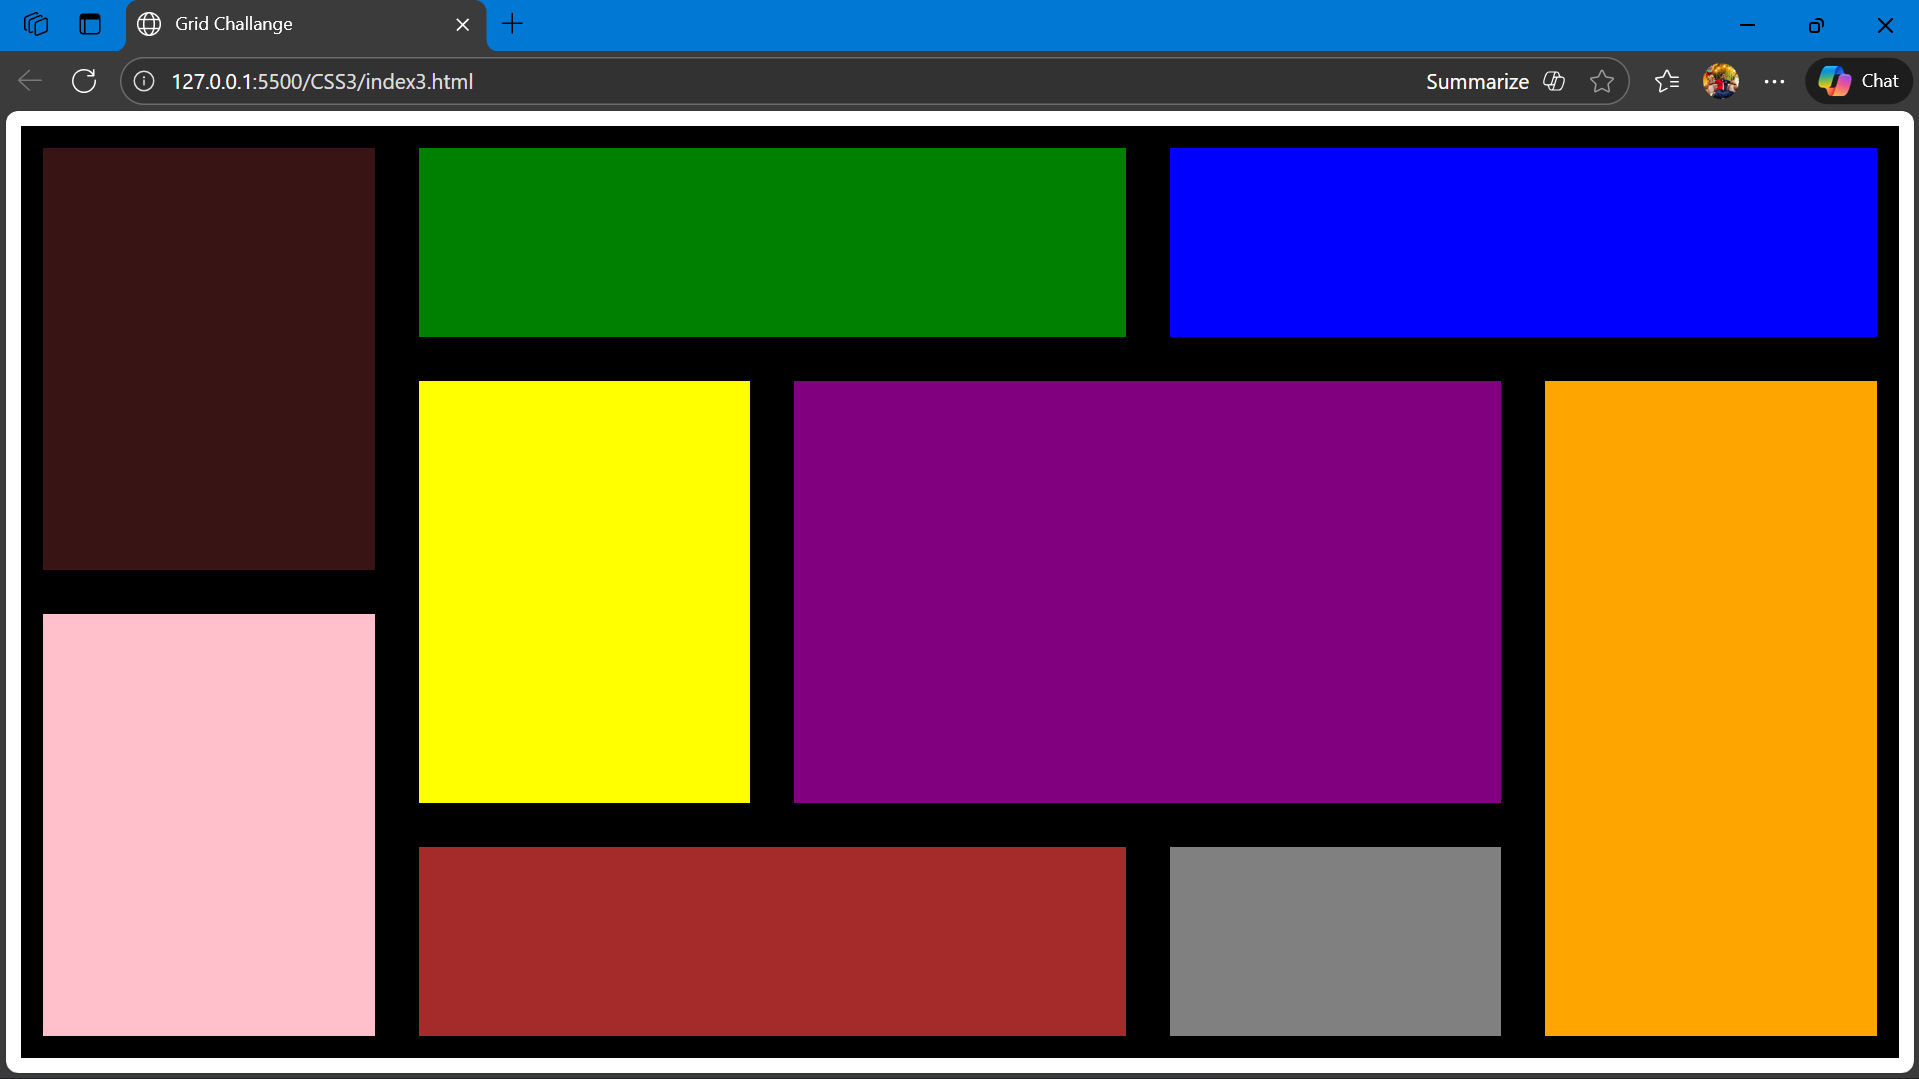 Grid Challange
127.0.0.1:5500/CSS3/index3.html
Summarize
Chat